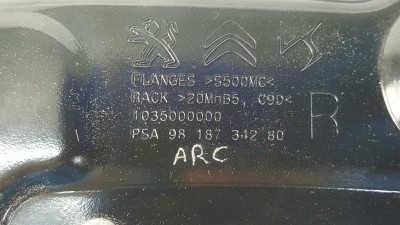 FLANGES >S500MC<
RACK >20MnB5, C9D<
1035000000
PSA 98 187 342 80
R
ARC